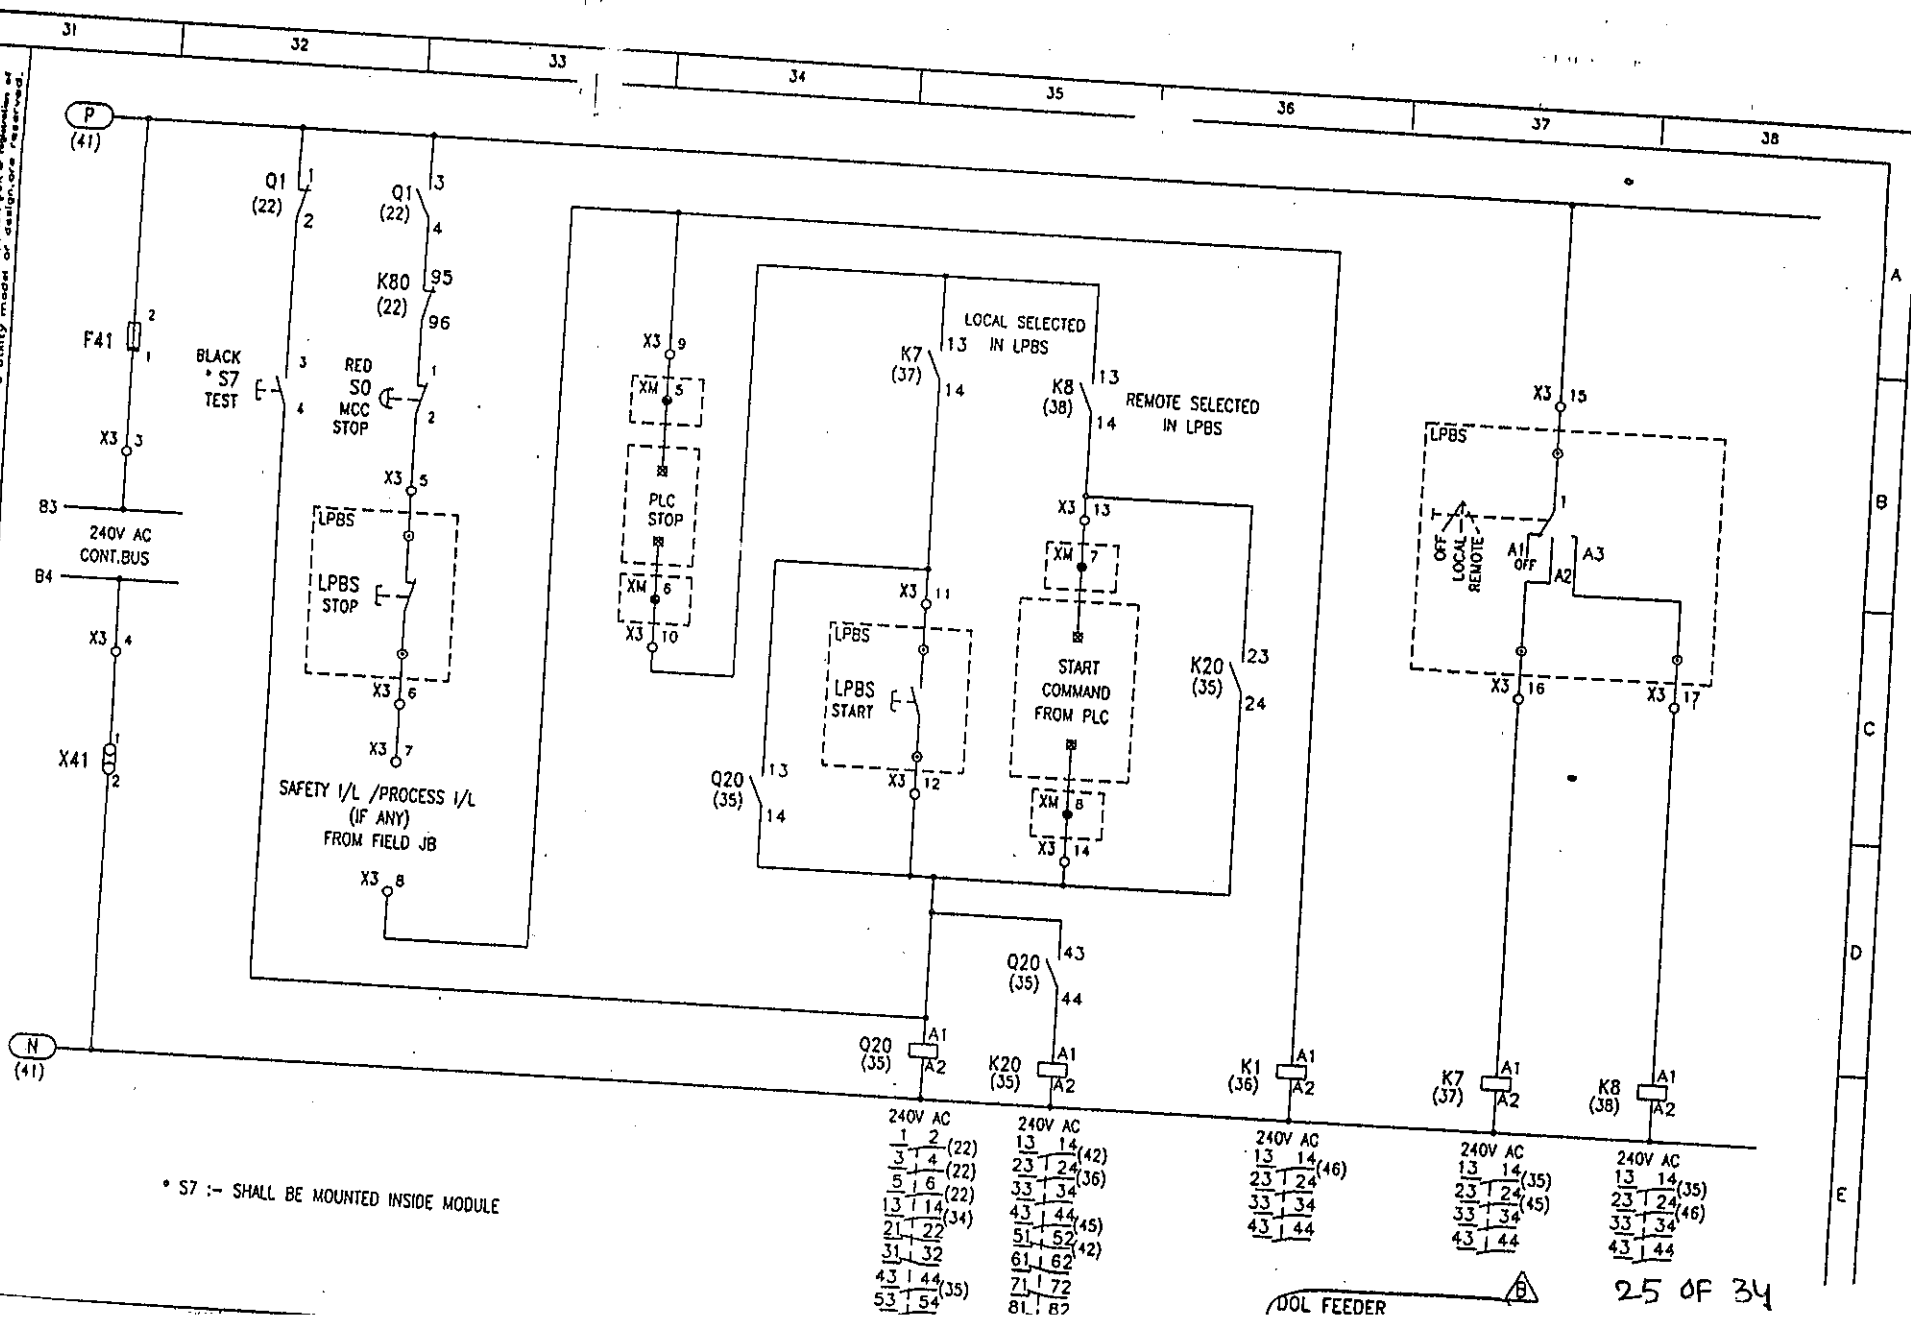 31
32
33
34
35
36
37
38
utility model or design, are reserved.
P
(41)
Q1
(22)
1
2
Q1
(22)
3
4
K80
(22)
95
96
F41
2
1
BLACK
* S7
TEST
3
4
RED
SO
MCC
STOP
1
2
X3 3
X3 5
B3
240V AC
CONT.BUS
B4
LPBS
LPBS
STOP
X3 4
X3 6
X3 7
X41
1
2
SAFETY I/L /PROCESS I/L
(IF ANY)
FROM FIELD JB
X3 8
X3 9
XM 5
PLC
STOP
XM 6
X3 10
K7
(37)
13
14
LOCAL SELECTED
IN LPBS
K8
(38)
13
14
REMOTE SELECTED
IN LPBS
X3 11
LPBS
LPBS
START
X3 12
Q20
(35)
13
14
X3 13
XM 7
START
COMMAND
FROM PLC
XM 8
X3 14
K20
(35)
23
24
X3 15
LPBS
OFF
LOCAL
REMOTE
1
A1
OFF
A2
A3
X3 16
X3 17
A
B
C
D
E
Q20
(35)
43
44
N
(41)
Q20
(35)
A1
A2
K20
(35)
A1
A2
K1
(36)
A1
A2
K7
(37)
A1
A2
K8
(38)
A1
A2
240V AC
1 2 (22)
3 4 (22)
5 6 (22)
13 14 (34)
21 22
31 32
43 44 (35)
53 54
240V AC
13 14 (42)
23 24 (36)
33 34
43 44 (45)
51 52 (42)
61 62
71 72
81 82
240V AC
13 14 (46)
23 24
33 34
43 44
240V AC
13 14 (35)
23 24 (45)
33 34
43 44
240V AC
13 14 (35)
23 24 (46)
33 34
43 44
* S7 :- SHALL BE MOUNTED INSIDE MODULE
DOL FEEDER
B
25 OF 34